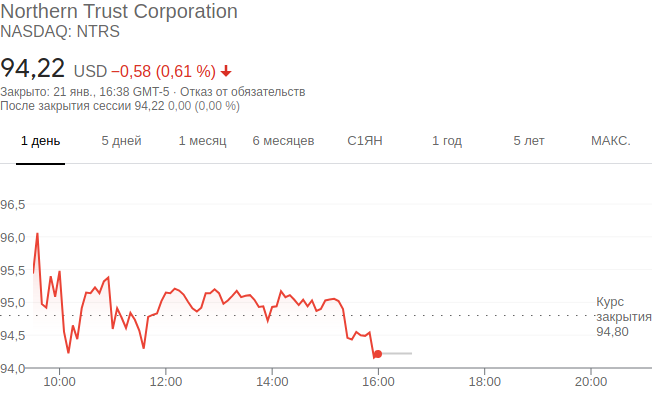 Northern Trust Corporation
NASDAQ: NTRS
94,22 USD −0,58 (0,61 %)
Закрыто: 21 янв., 16:38 GMT-5 · Отказ от обязательств
После закрытия сессии 94,22 0,00 (0,00 %)
1 день 5 дней 1 месяц 6 месяцев С1ЯН 1 год 5 лет МАКС.
96,5
96,0
95,5
95,0
94,5
94,0
Курс
закрытия
94,80
10:00 12:00 14:00 16:00 18:00 20:00